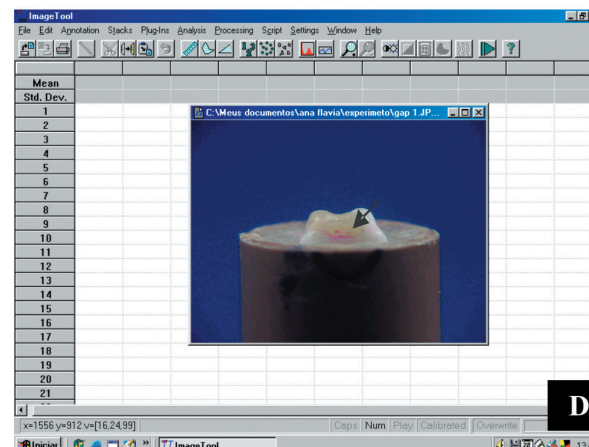 ImageTool
File Edit Annotation Stacks Plug-Ins Analysis Processing Script Settings Window Help
Mean
Std. Dev.
1
2
3
4
5
6
7
8
9
10
11
12
13
14
15
16
17
18
19
20
21
C:\Meus documentos\ana flavia\experimeto\gap 1.JP...
D
x=1556 y=912 v=[16,24,99] Caps Num Play Calibrated Overwrite
Iniciar ImageTool